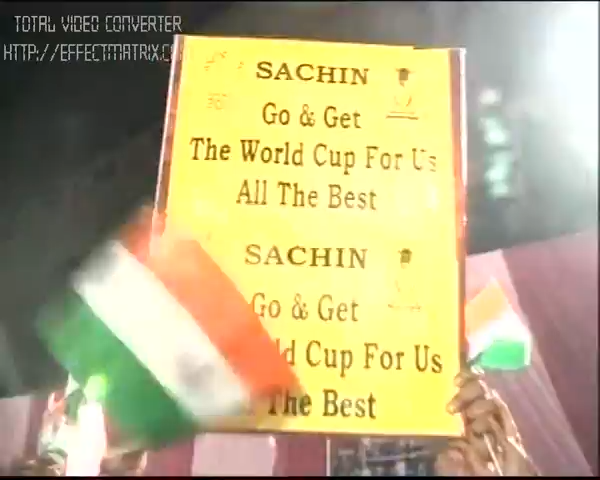 TOTAL VIDEO CONVERTER
HTTP://EFFECTMATRIX.CO
SACHIN
Go & Get
The World Cup For Us
All The Best
SACHIN
Go & Get
Cup For Us
The Best